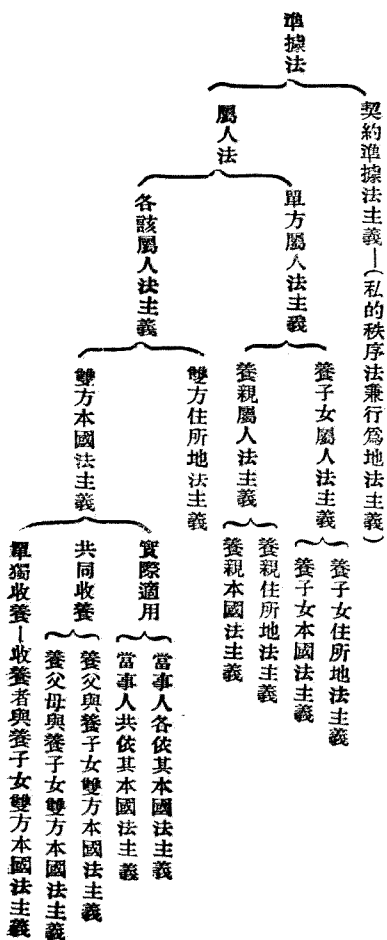 準據法
契約準據法主義—(私的秩序法兼行爲地法主義)
屬人法
單方屬人法主義
養子女屬人法主義
養子女住所地法主義
養子女本國法主義
養親屬人法主義
養親住所地法主義
養親本國法主義
各該屬人法主義
雙方住所地法主義
雙方本國法主義
實際適用
當事人各依其本國法主義
當事人共依其本國法主義
共同收養
養父與養子女雙方本國法主義
養父母與養子女雙方本國法主義
單獨收養—收養者與養子女雙方本國法主義